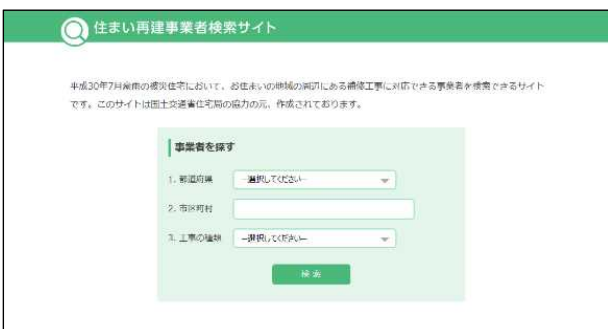 住まい再建事業者検索サイト
平成30年7月豪雨の被災住宅において、お住まいの地域の周辺にある補修工事に対応できる事業者を検索できるサイト
です。このサイトは国土交通省住宅局の協力の元、作成されております。
事業者を探す
1. 都道府県 --選択してください--
2. 市区町村
3. 工事の種類 --選択してください--
検索